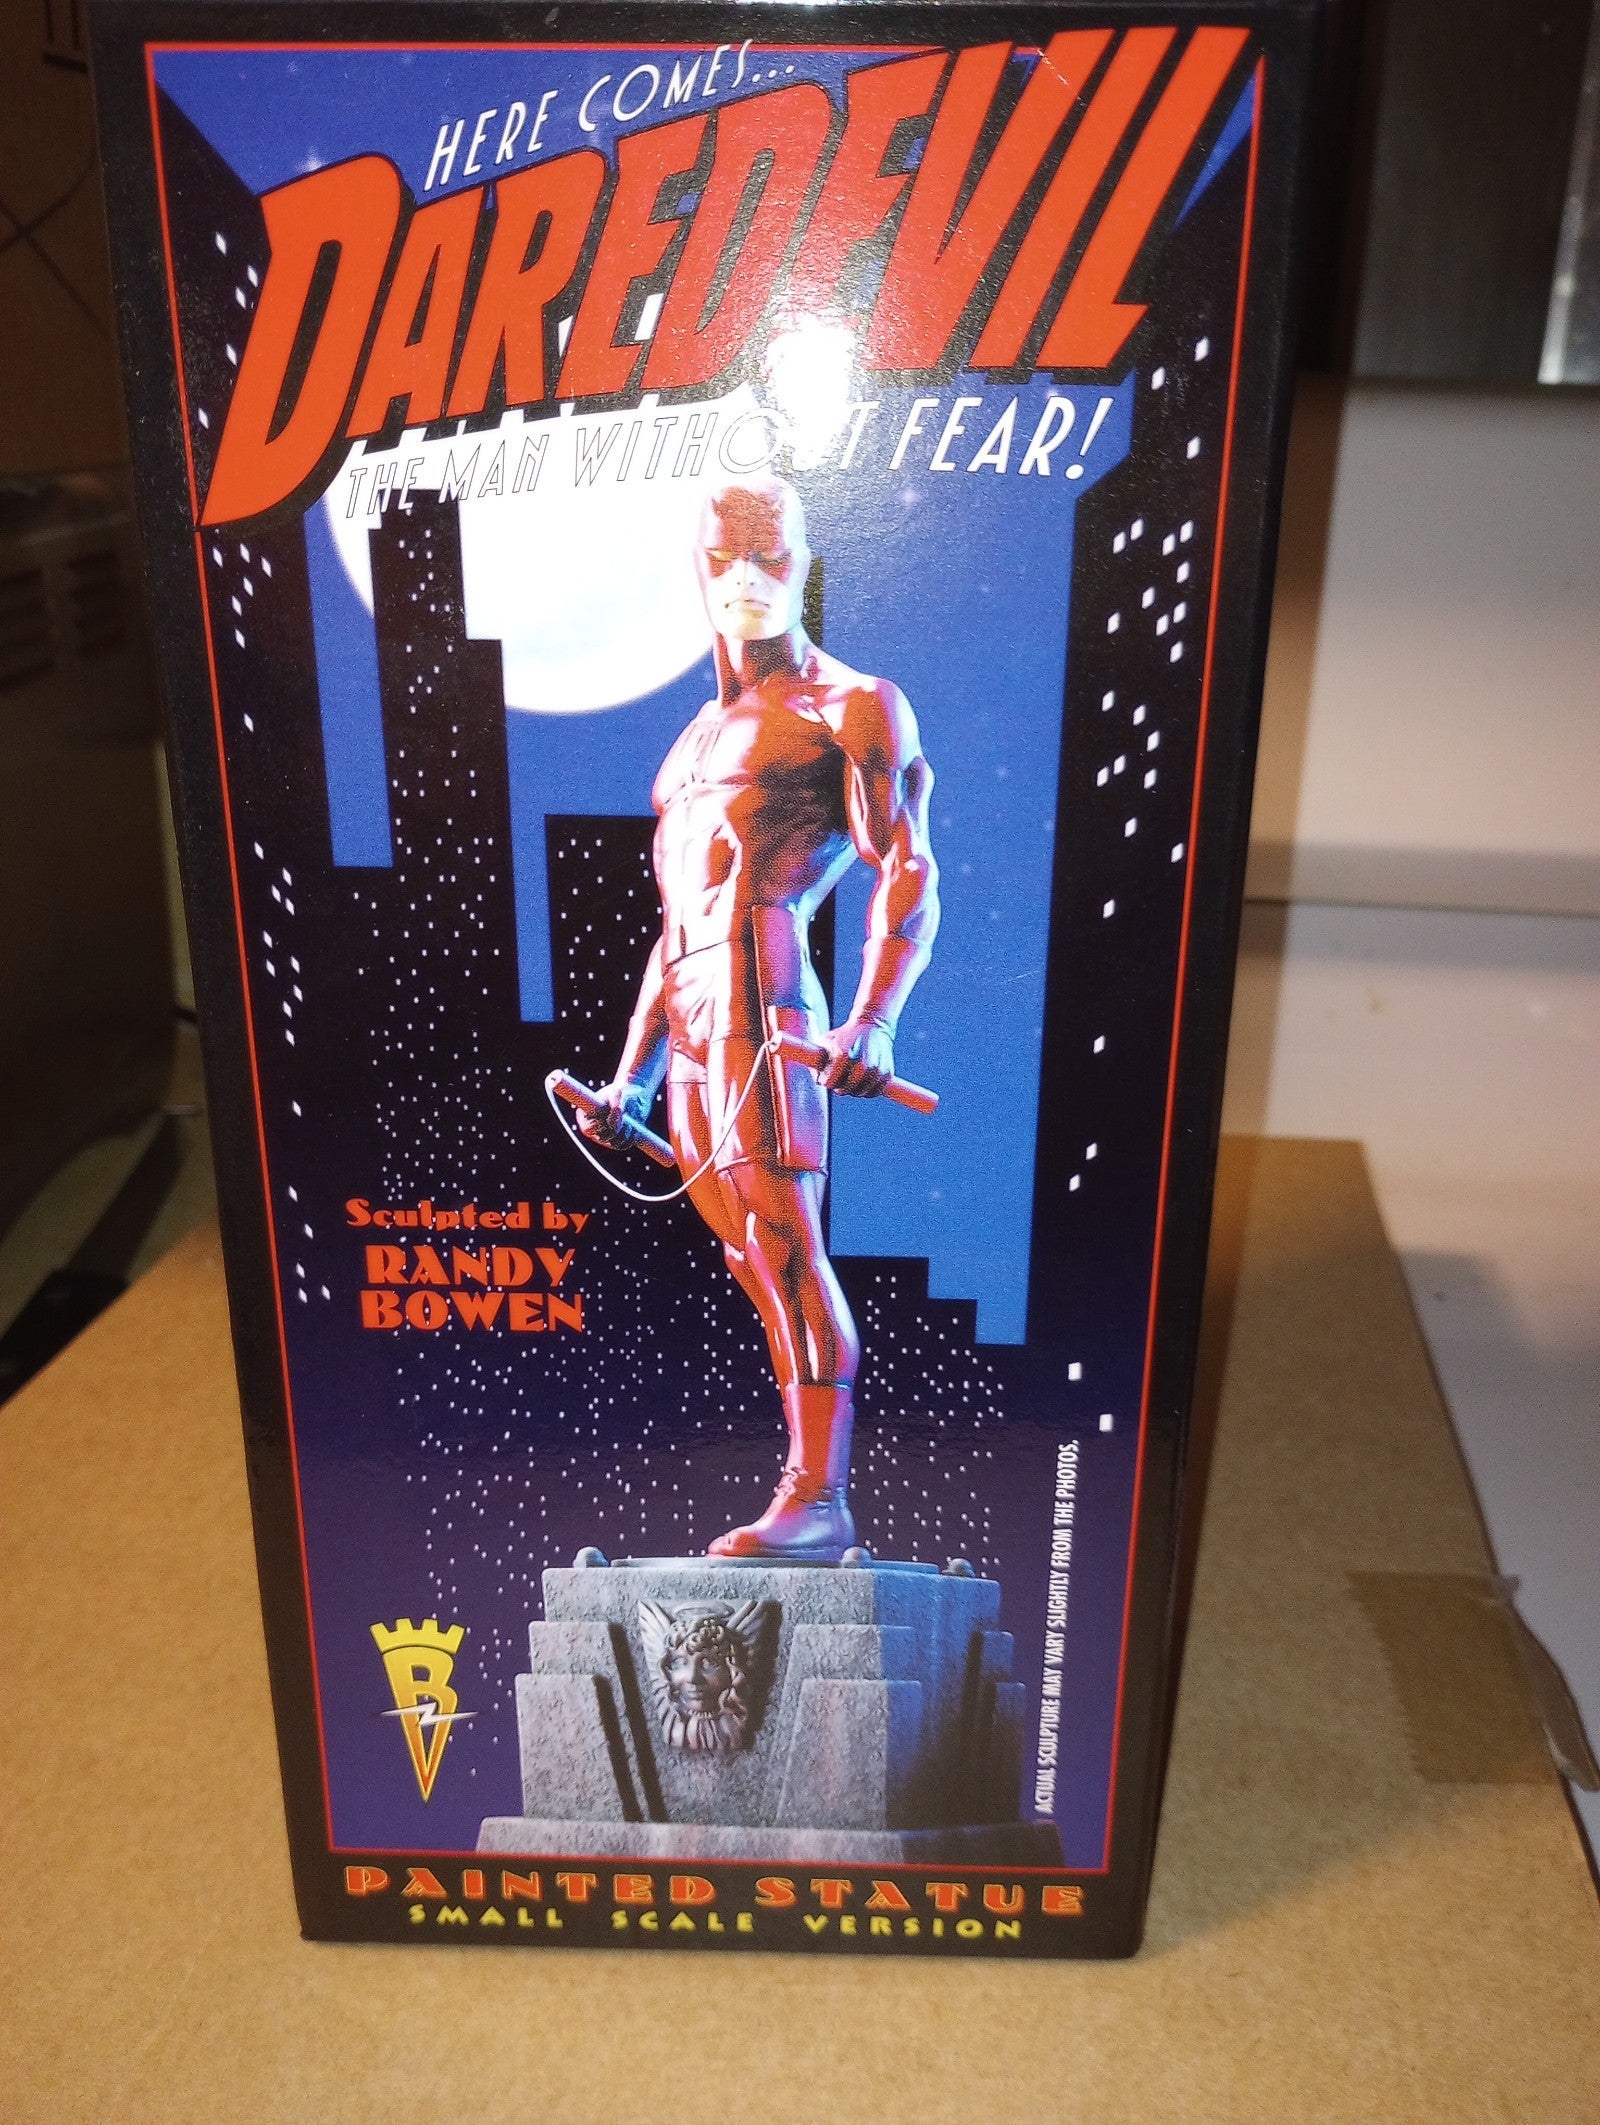 HERE COMES...
DAREDEVIL
THE MAN WITHOUT FEAR!
Sculpted by
RANDY
BOWEN
B
ACTUAL SCULPTURE MAY VARY SLIGHTLY FROM THE PHOTOS.
PAINTED STATUE
SMALL SCALE VERSION